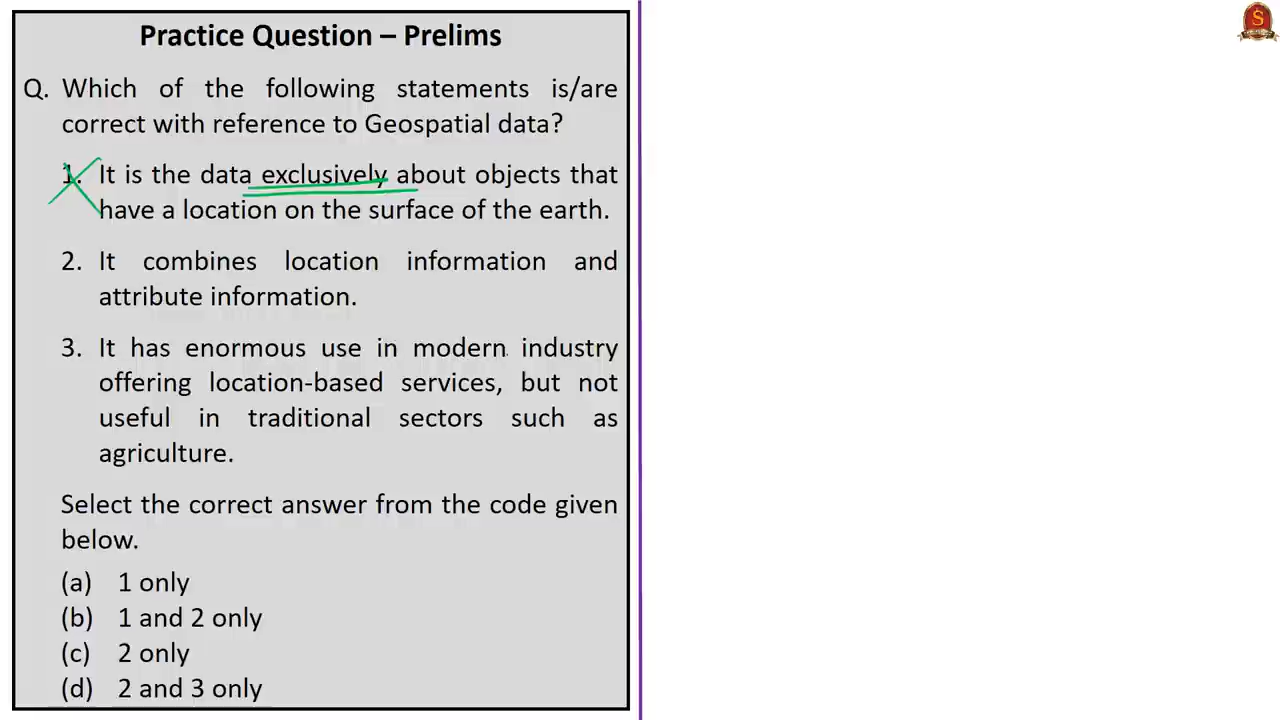 Practice Question – Prelims
Q. Which of the following statements is/are
correct with reference to Geospatial data?
1. It is the data exclusively about objects that
have a location on the surface of the earth.
2. It combines location information and
attribute information.
3. It has enormous use in modern industry
offering location-based services, but not
useful in traditional sectors such as
agriculture.
Select the correct answer from the code given
below.
(a) 1 only
(b) 1 and 2 only
(c) 2 only
(d) 2 and 3 only
S